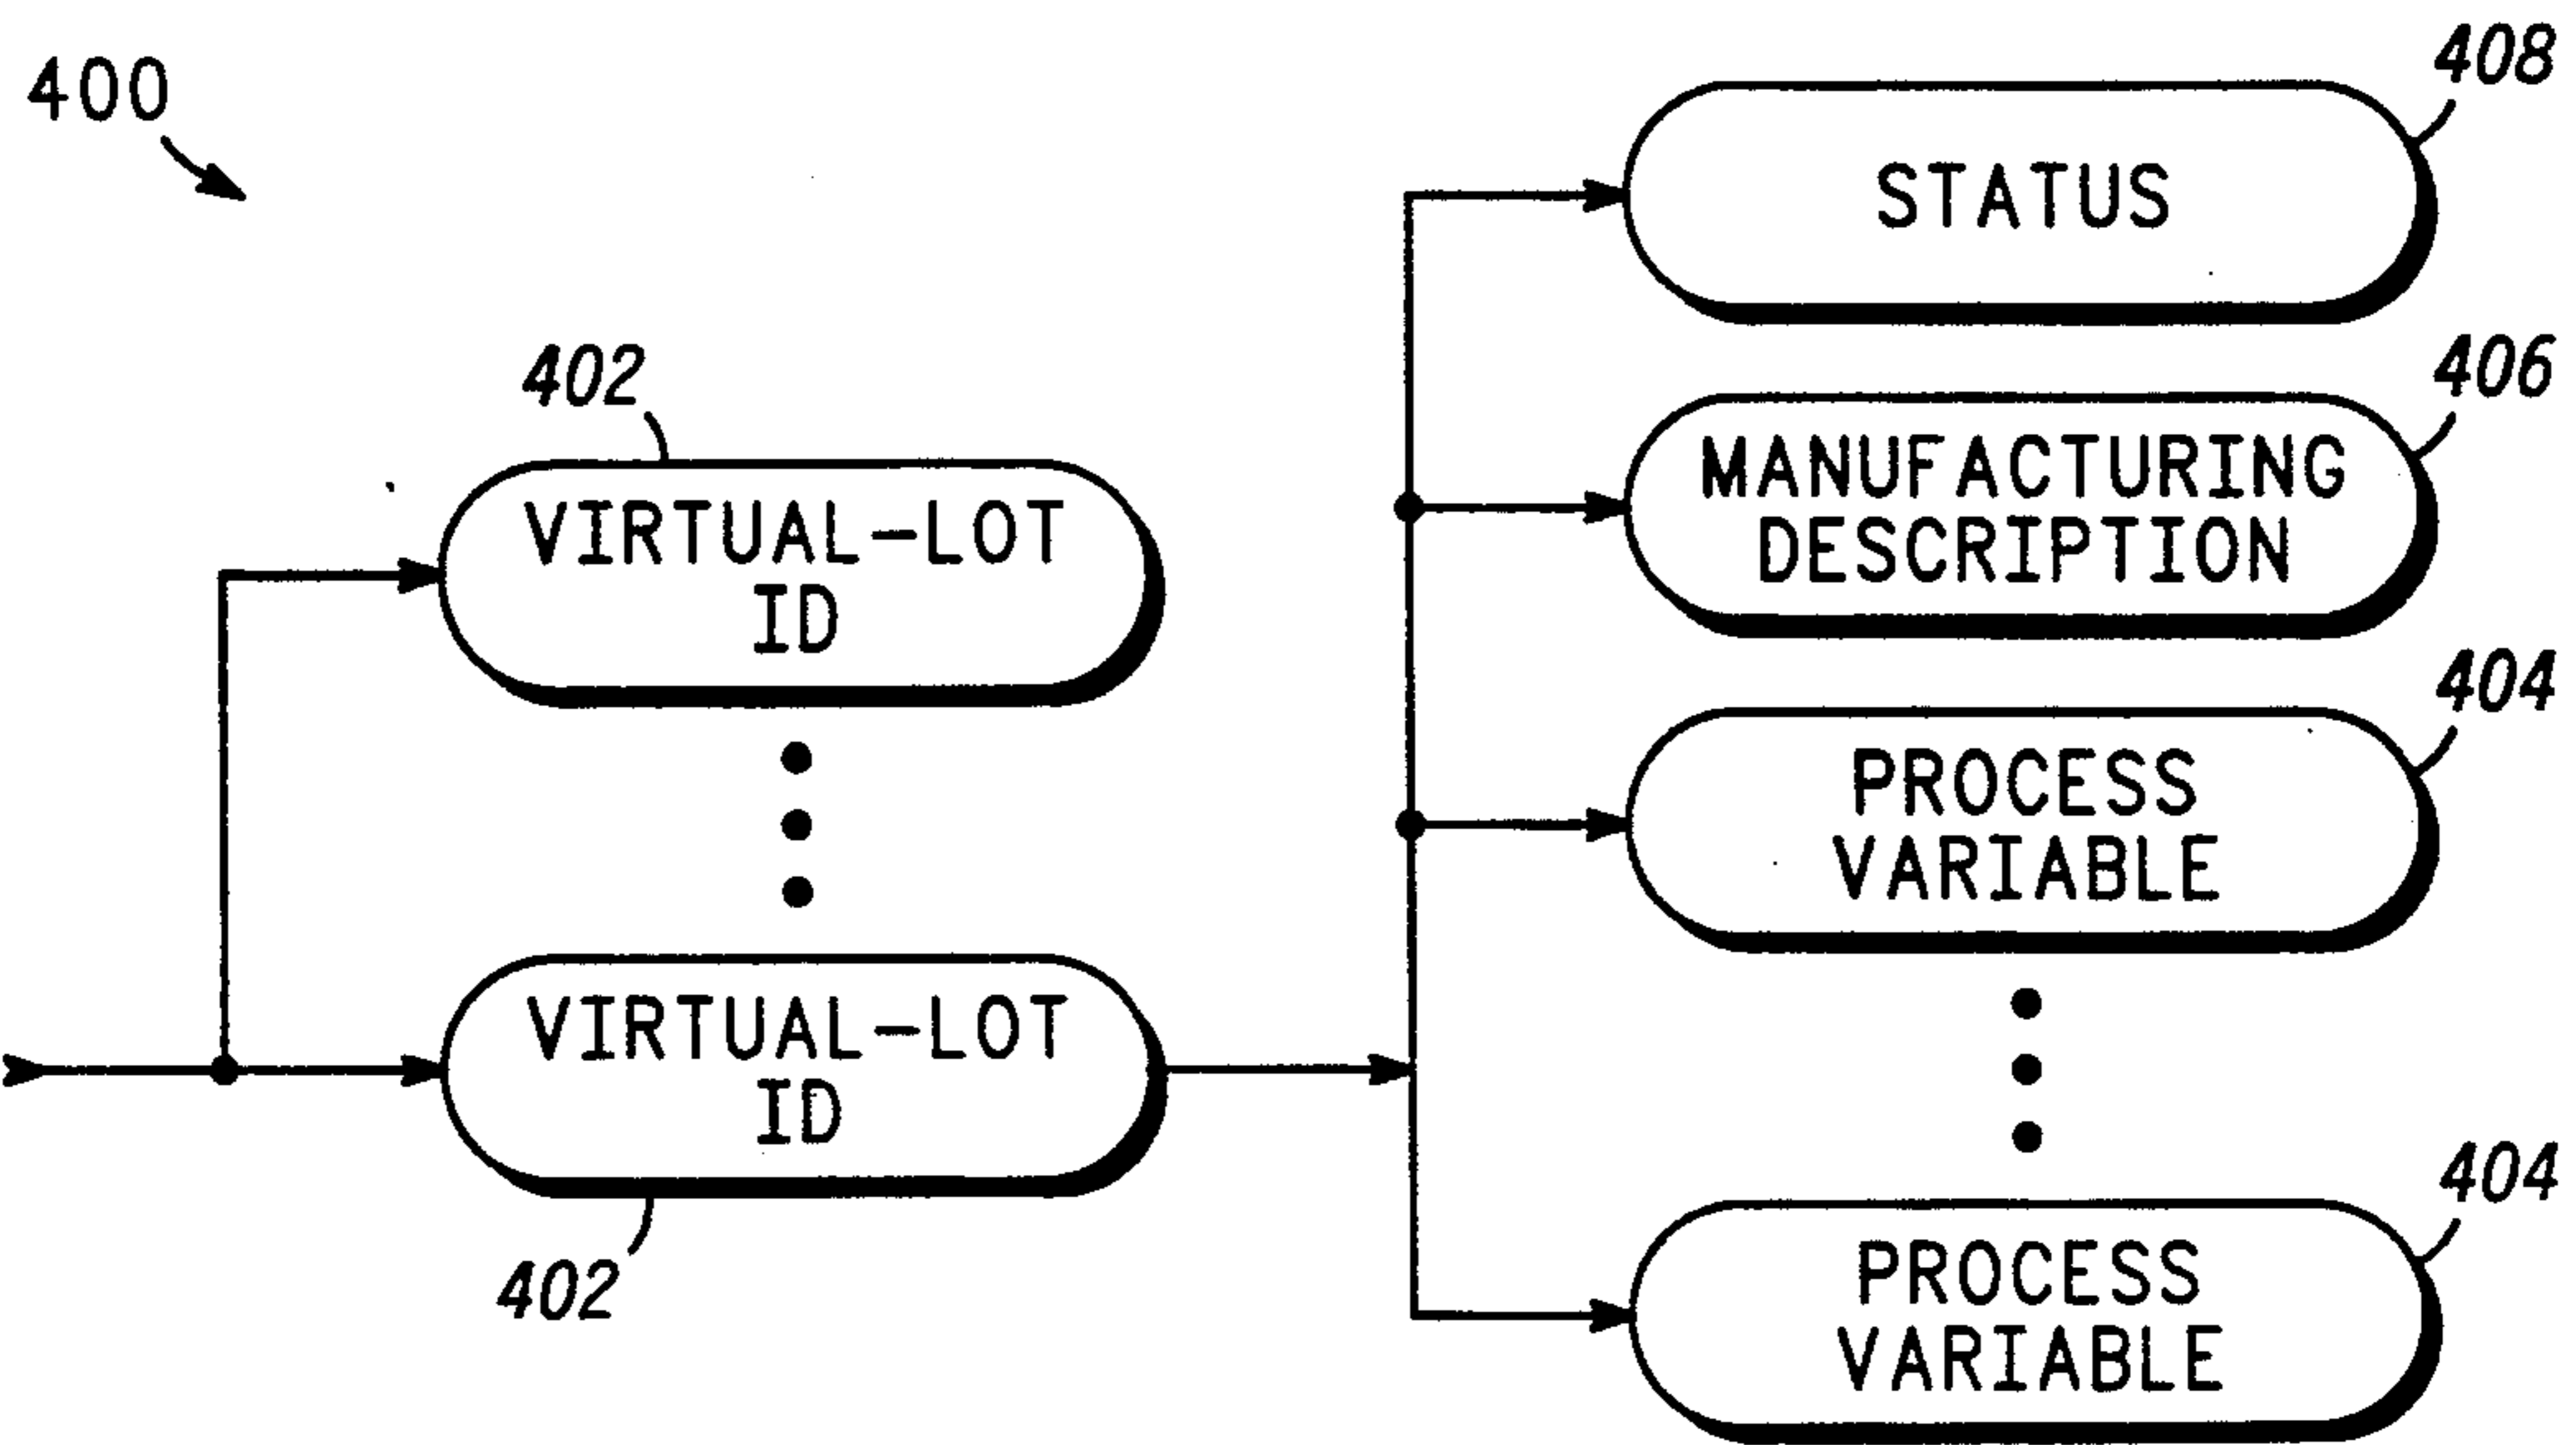 400
408
STATUS
406
MANUFACTURING
DESCRIPTION
402
VIRTUAL-LOT
ID
404
PROCESS
VARIABLE
VIRTUAL-LOT
ID
402
404
PROCESS
VARIABLE